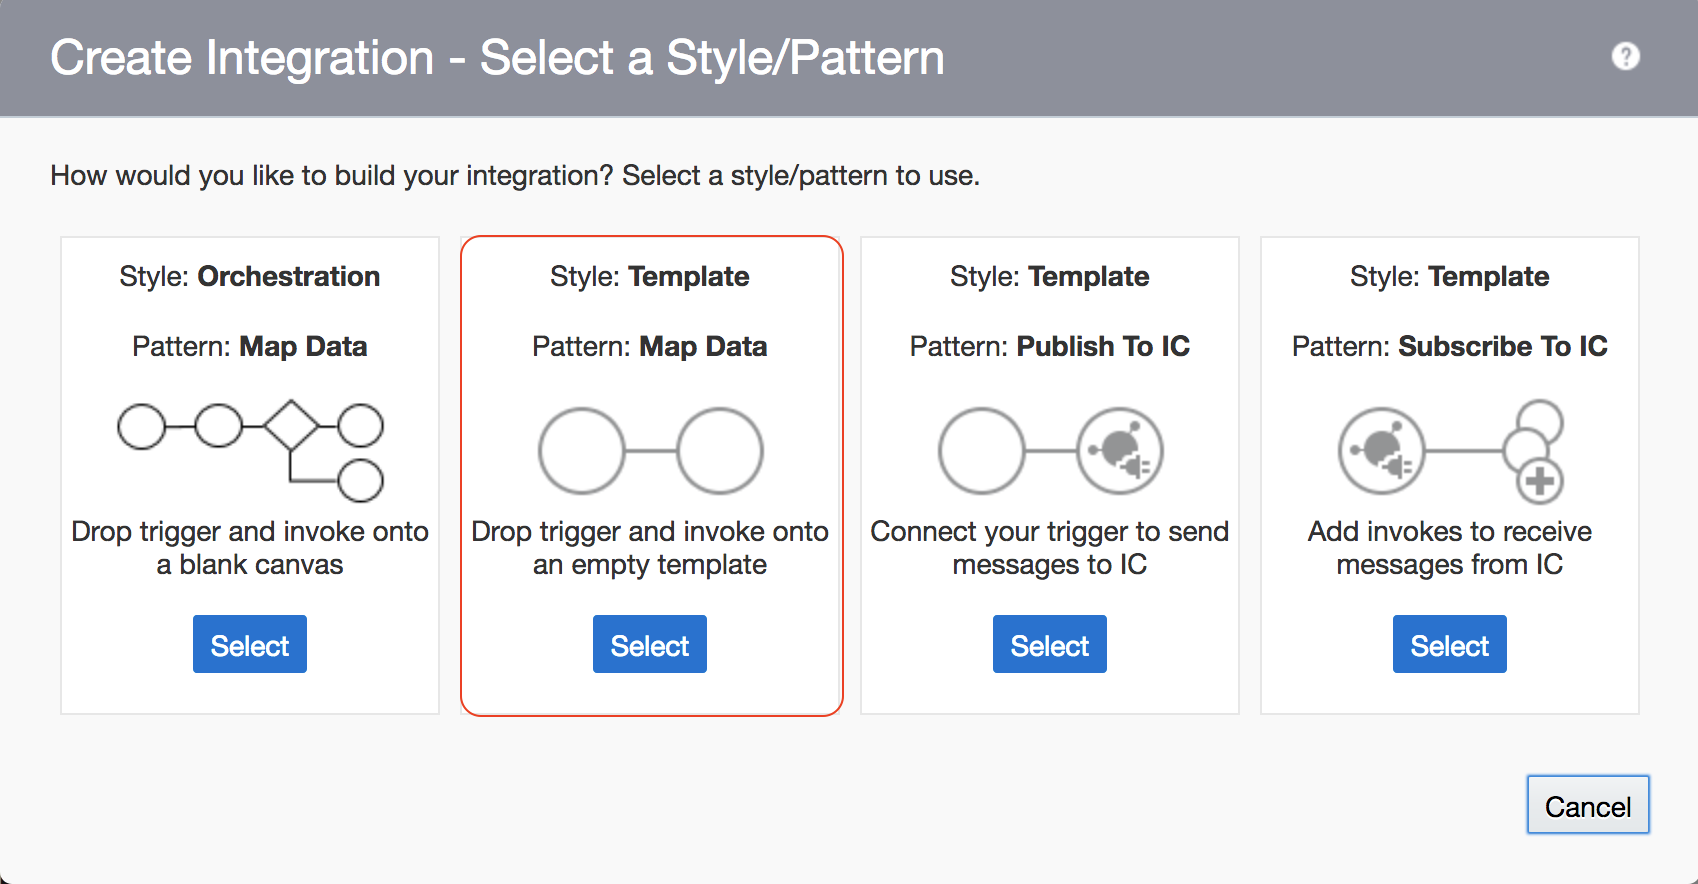 Create Integration - Select a Style/Pattern
?
How would you like to build your integration? Select a style/pattern to use.
Style: Orchestration
Pattern: Map Data
Drop trigger and invoke onto
a blank canvas
Select
Style: Template
Pattern: Map Data
Drop trigger and invoke onto
an empty template
Select
Style: Template
Pattern: Publish To IC
Connect your trigger to send
messages to IC
Select
Style: Template
Pattern: Subscribe To IC
Add invokes to receive
messages from IC
Select
Cancel